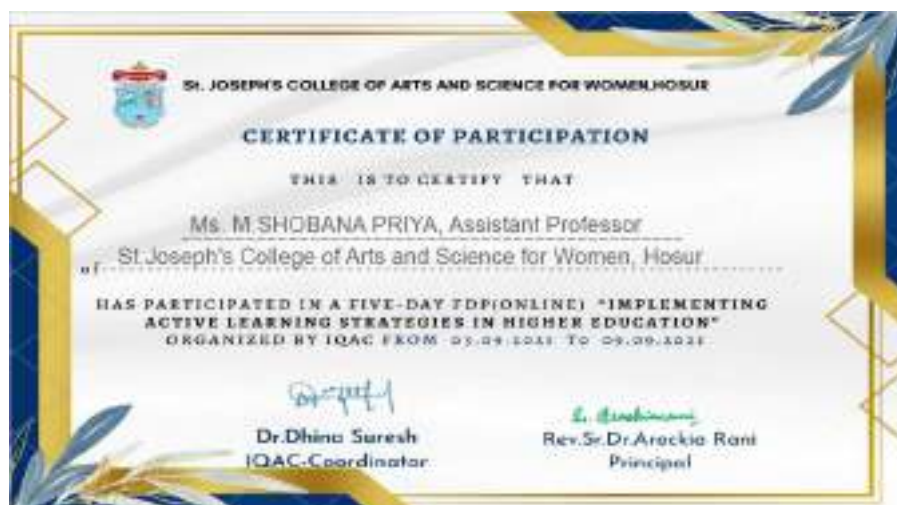 St. JOSEPH'S COLLEGE OF ARTS AND SCIENCE FOR WOMEN,HOSUR
CERTIFICATE OF PARTICIPATION
THIS IS TO CERTIFY THAT
Ms. M.SHOBANA PRIYA, Assistant Professor
of St.Joseph's College of Arts and Science for Women, Hosur
HAS PARTICIPATED IN A FIVE-DAY FDP(ONLINE) "IMPLEMENTING
ACTIVE LEARNING STRATEGIES IN HIGHER EDUCATION"
ORGANIZED BY IQAC FROM TO
Dr.Dhina Suresh Rev.Sr.Dr.Arockia Rani
IQAC-Coordinator Principal